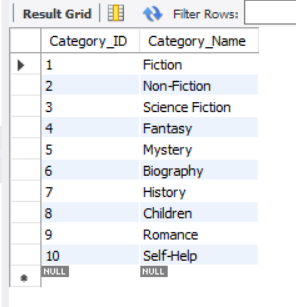 Result Grid Filter Rows:
Category_ID Category_Name
1 Fiction
2 Non-Fiction
3 Science Fiction
4 Fantasy
5 Mystery
6 Biography
7 History
8 Children
9 Romance
10 Self-Help
NULL NULL